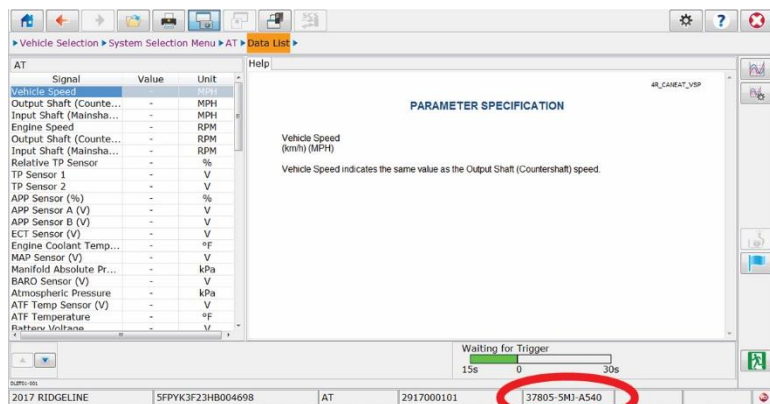 Vehicle Selection System Selection Menu AT Data List
AT
Signal Value Unit
Vehicle Speed - MPH
Output Shaft (Counte... - MPH
Input Shaft (Mainsha... - MPH
Engine Speed - RPM
Output Shaft (Counte... - RPM
Input Shaft (Mainsha... - RPM
Relative TP Sensor - %
TP Sensor 1 - V
TP Sensor 2 - V
APP Sensor (%) - %
APP Sensor A (V) - V
APP Sensor B (V) - V
ECT Sensor (V) - V
Engine Coolant Temp... - °F
MAP Sensor (V) - V
Manifold Absolute Pr... - kPa
BARO Sensor (V) - V
Atmospheric Pressure - kPa
ATF Temp Sensor (V) - V
ATF Temperature - °F
Battery Voltage - V
Help
4R_CANEAT_VSP
PARAMETER SPECIFICATION
Vehicle Speed
(km/h) (MPH)
Vehicle Speed indicates the same value as the Output Shaft (Countershaft) speed.
Waiting for Trigger
15s 0 30s
2017 RIDGELINE 5FPYK3F23HB004698 AT 2917000101 37805-5MJ-A540